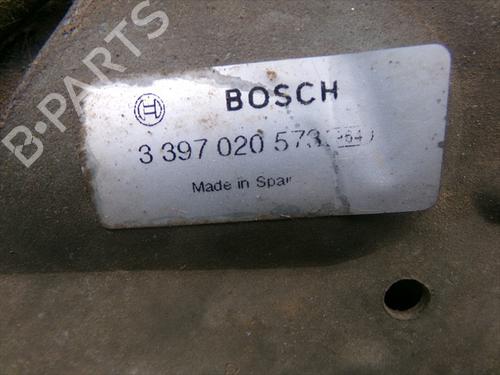 B-PARTS
BOSCH
3 397 020 573
Made in Spain